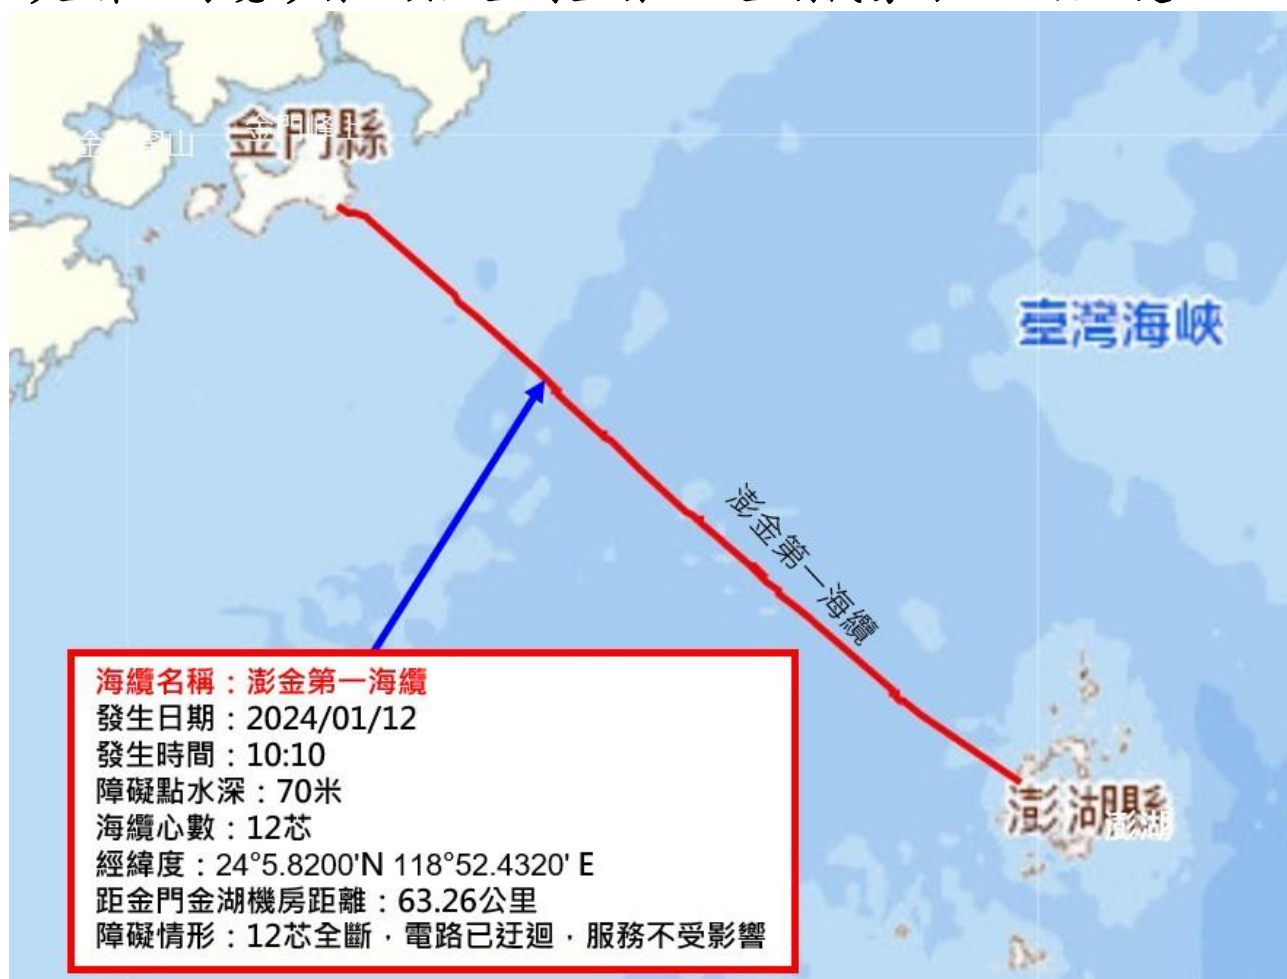 金門縣
臺灣海峽
澎金第一海纜
澎湖縣
澎湖
海纜名稱：澎金第一海纜
發生日期：2024/01/12
發生時間：10:10
障礙點水深：70米
海纜心數：12芯
經緯度：24°5.8200'N 118°52.4320' E
距金門金湖機房距離：63.26公里
障礙情形：12芯全斷，電路已迂迴，服務不受影響